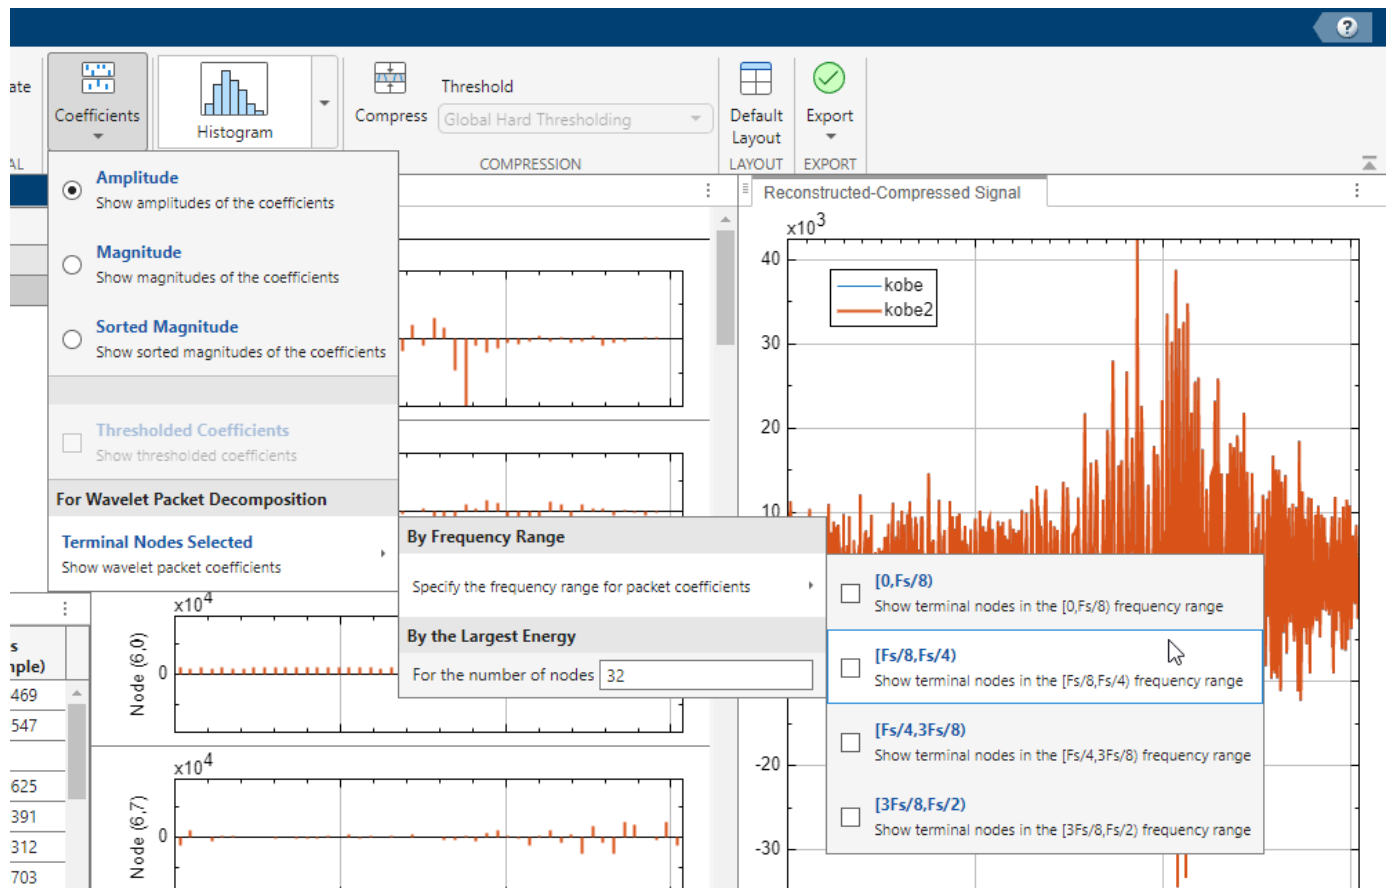 ?
ate
Coefficients
Histogram
Compress
Threshold
Global Hard Thresholding
Default
Layout
Export
AL
COMPRESSION
LAYOUT
EXPORT
Amplitude
Show amplitudes of the coefficients
Magnitude
Show magnitudes of the coefficients
Sorted Magnitude
Show sorted magnitudes of the coefficients
Thresholded Coefficients
Show thresholded coefficients
For Wavelet Packet Decomposition
Terminal Nodes Selected
Show wavelet packet coefficients
By Frequency Range
Specify the frequency range for packet coefficients
By the Largest Energy
For the number of nodes 32
[0,Fs/8)
Show terminal nodes in the [0,Fs/8) frequency range
[Fs/8,Fs/4)
Show terminal nodes in the [Fs/8,Fs/4) frequency range
[Fs/4,3Fs/8)
Show terminal nodes in the [Fs/4,3Fs/8) frequency range
[3Fs/8,Fs/2)
Show terminal nodes in the [3Fs/8,Fs/2) frequency range
Reconstructed-Compressed Signal
x10^3
40
30
20
10
-20
-30
kobe
kobe2
s
nple)
469
547
625
391
312
703
x10^4
0
Node (6,0)
x10^4
0
Node (6,7)